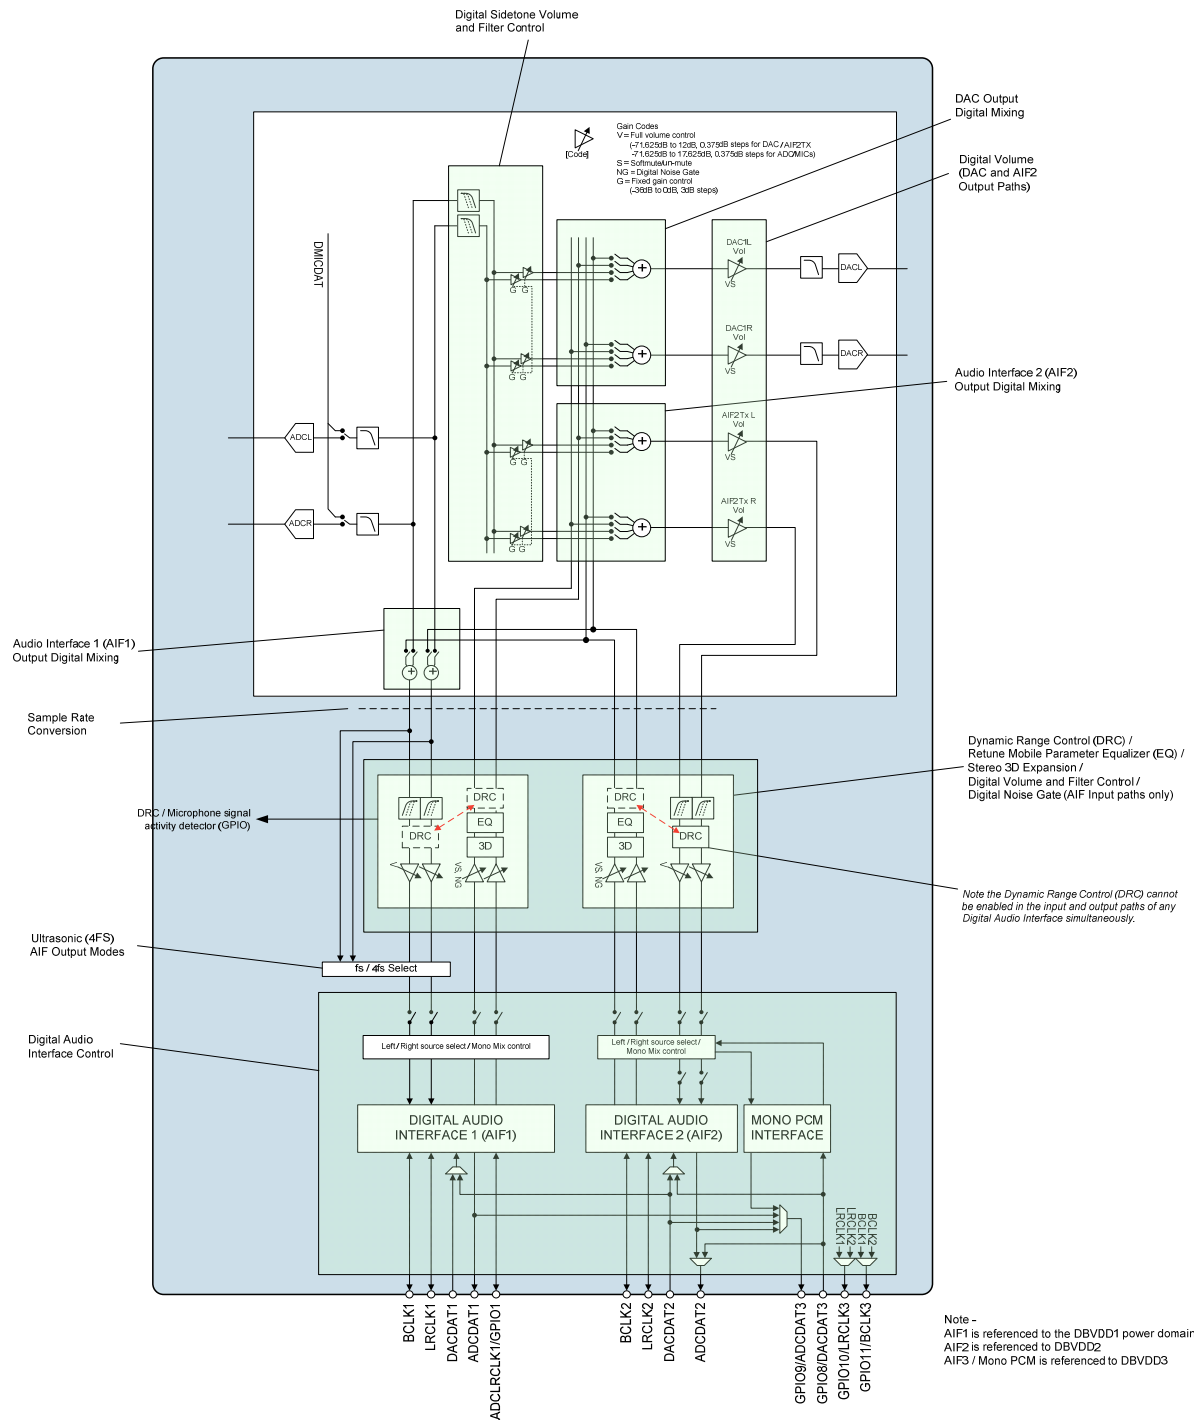 Digital Sidetone Volume
and Filter Control
DAC Output
Digital Mixing
Gain Codes
V = Full volume control
(-71.625dB to 12dB, 0.375dB steps for DAC / AIF2TX
-71.625dB to 17.625dB, 0.375dB steps for ADC/MICs)
S = Softmute/un-mute
NG = Digital Noise Gate
G = Fixed gain control
(-36dB to 0dB, 3dB steps)
[Code]
Digital Volume
(DAC and AIF2
Output Paths)
DMICDAT
DAC1L
Vol
VS
DACL
G G
DAC1R
Vol
VS
DACR
G G
Audio Interface 2 (AIF2)
Output Digital Mixing
AIF2Tx L
Vol
VS
ADCL
G G
AIF2Tx R
Vol
VS
ADCR
G G
Audio Interface 1 (AIF1)
Output Digital Mixing
Sample Rate
Conversion
Dynamic Range Control (DRC) /
Retune Mobile Parameter Equalizer (EQ) /
Stereo 3D Expansion /
Digital Volume and Filter Control /
Digital Noise Gate (AIF Input paths only)
DRC / Microphone signal
activity detector (GPIO)
DRC
DRC
EQ
3D
V
VS, NG
DRC
EQ
3D
DRC
VS, NG
V
Note the Dynamic Range Control (DRC) cannot
be enabled in the input and output paths of any
Digital Audio Interface simultaneously.
Ultrasonic (4FS)
AIF Output Modes
fs / 4fs Select
Digital Audio
Interface Control
Left / Right source select / Mono Mix control
Left / Right source select /
Mono Mix control
DIGITAL AUDIO
INTERFACE 1 (AIF1)
DIGITAL AUDIO
INTERFACE 2 (AIF2)
MONO PCM
INTERFACE
LRCLK1
LRCLK2
BCLK1
BCLK2
BCLK1
LRCLK1
DACDAT1
ADCDAT1
ADCLRCLK1/GPIO1
BCLK2
LRCLK2
DACDAT2
ADCDAT2
GPIO9/ADCDAT3
GPIO8/DACDAT3
GPIO10/LRCLK3
GPIO11/BCLK3
Note -
AIF1 is referenced to the DBVDD1 power domain
AIF2 is referenced to DBVDD2
AIF3 / Mono PCM is referenced to DBVDD3